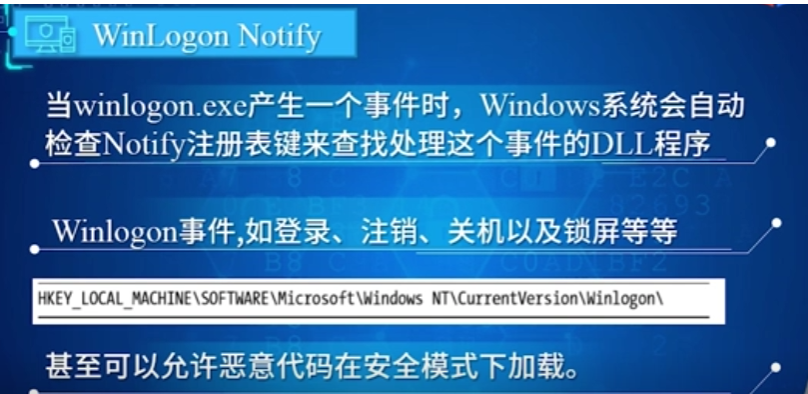 WinLogon Notify
当winlogon.exe产生一个事件时，Windows系统会自动
检查Notify注册表键来查找处理这个事件的DLL程序
Winlogon事件,如登录、注销、关机以及锁屏等等
HKEY_LOCAL_MACHINE\SOFTWARE\Microsoft\Windows NT\CurrentVersion\Winlogon\
甚至可以允许恶意代码在安全模式下加载。